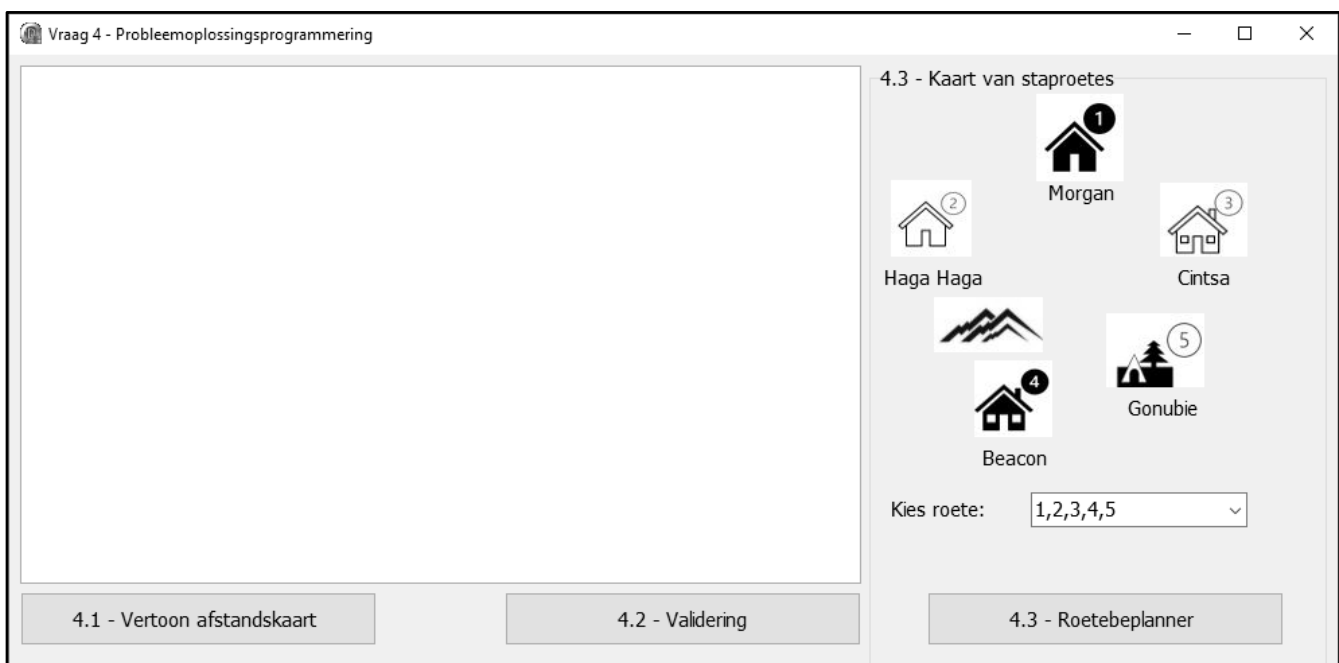 Vraag 4 - Probleemoplossingsprogrammering
4.3 - Kaart van staproetes
1
Morgan
2
Haga Haga
3
Cintsa
4
Beacon
5
Gonubie
Kies roete: 1,2,3,4,5
4.1 - Vertoon afstandskaart
4.2 - Validering
4.3 - Roetebeplanner